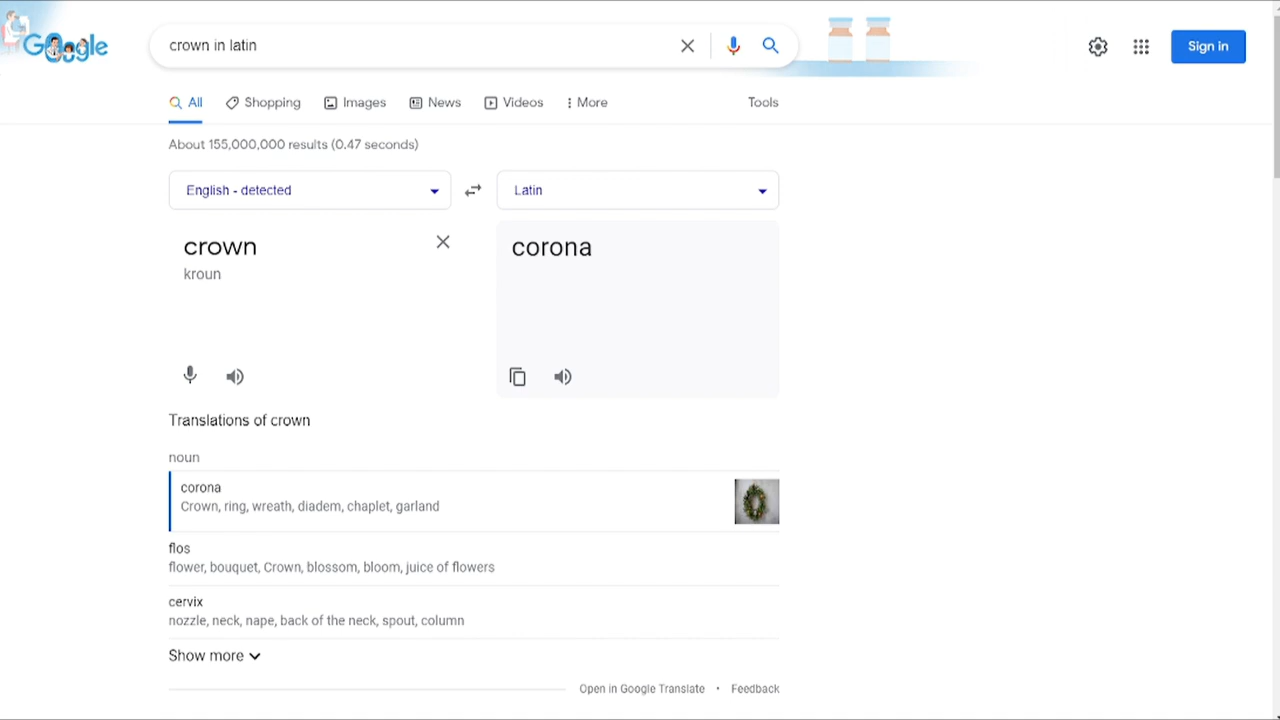 Google
crown in latin
Sign in
All Shopping Images News Videos More Tools
About 155,000,000 results (0.47 seconds)
English - detected Latin
crown corona
kroun
Translations of crown
noun
corona
Crown, ring, wreath, diadem, chaplet, garland
flos
flower, bouquet, Crown, blossom, bloom, juice of flowers
cervix
nozzle, neck, nape, back of the neck, spout, column
Show more
Open in Google Translate • Feedback